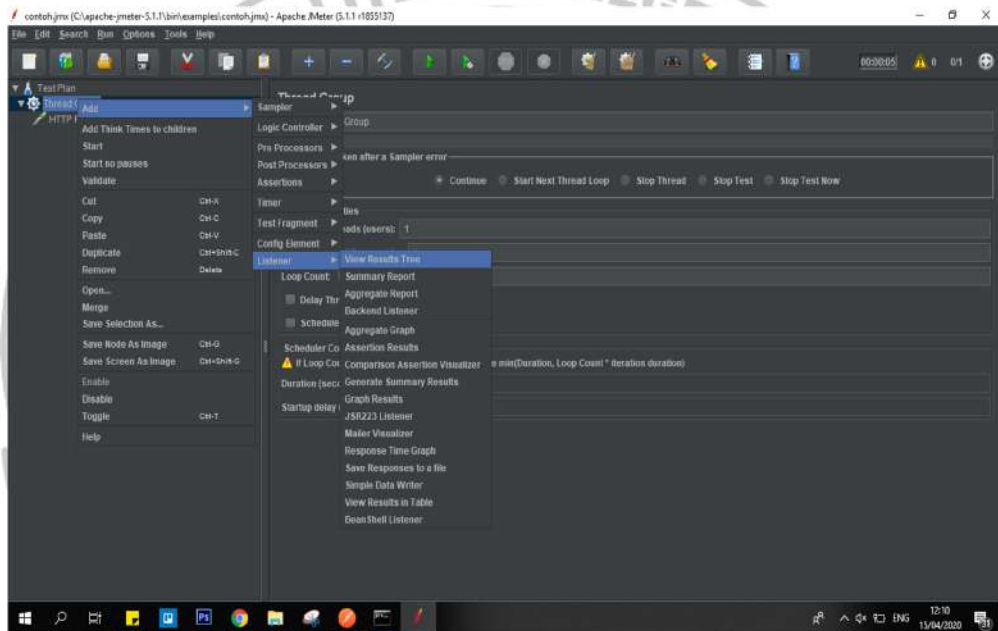 contoh.jmx (C:\apache-jmeter-5.1.1\bin\examples\contoh.jmx) - Apache JMeter (5.1.1 r1855137)
File Edit Search Run Options Tools Help
00:00:05 0 0/1
Test Plan
Thread
HTTP
Add
Add Think Times to children
Start
Start no pauses
Validate
Cut Ctrl-X
Copy Ctrl-C
Paste Ctrl-V
Duplicate Ctrl+Shift-C
Remove Delete
Open...
Merge
Save Selection As...
Save Node As Image Ctrl-G
Save Screen As Image Ctrl+Shift-G
Enable
Disable
Toggle Ctrl-T
Help
Sampler
Logic Controller
Pre Processors
Post Processors
Assertions
Timer
Test Fragment
Config Element
Listener
View Results Tree
Summary Report
Aggregate Report
Backend Listener
Aggregate Graph
Assertion Results
Comparison Assertion Visualizer
Generate Summary Results
Graph Results
JSR223 Listener
Mailer Visualizer
Response Time Graph
Save Responses to a file
Simple Data Writer
View Results in Table
BeanShell Listener
Thread Group
Group
ken after a Sampler error
Continue Start Next Thread Loop Stop Thread Stop Test Stop Test Now
ties
eads (users): 1
Loop Count:
Delay Thr
Schedule
Scheduler Co
If Loop Cou e min(Duration, Loop Count * iteration duration)
Duration (seco
Startup delay
ENG
12:10
15/04/2020